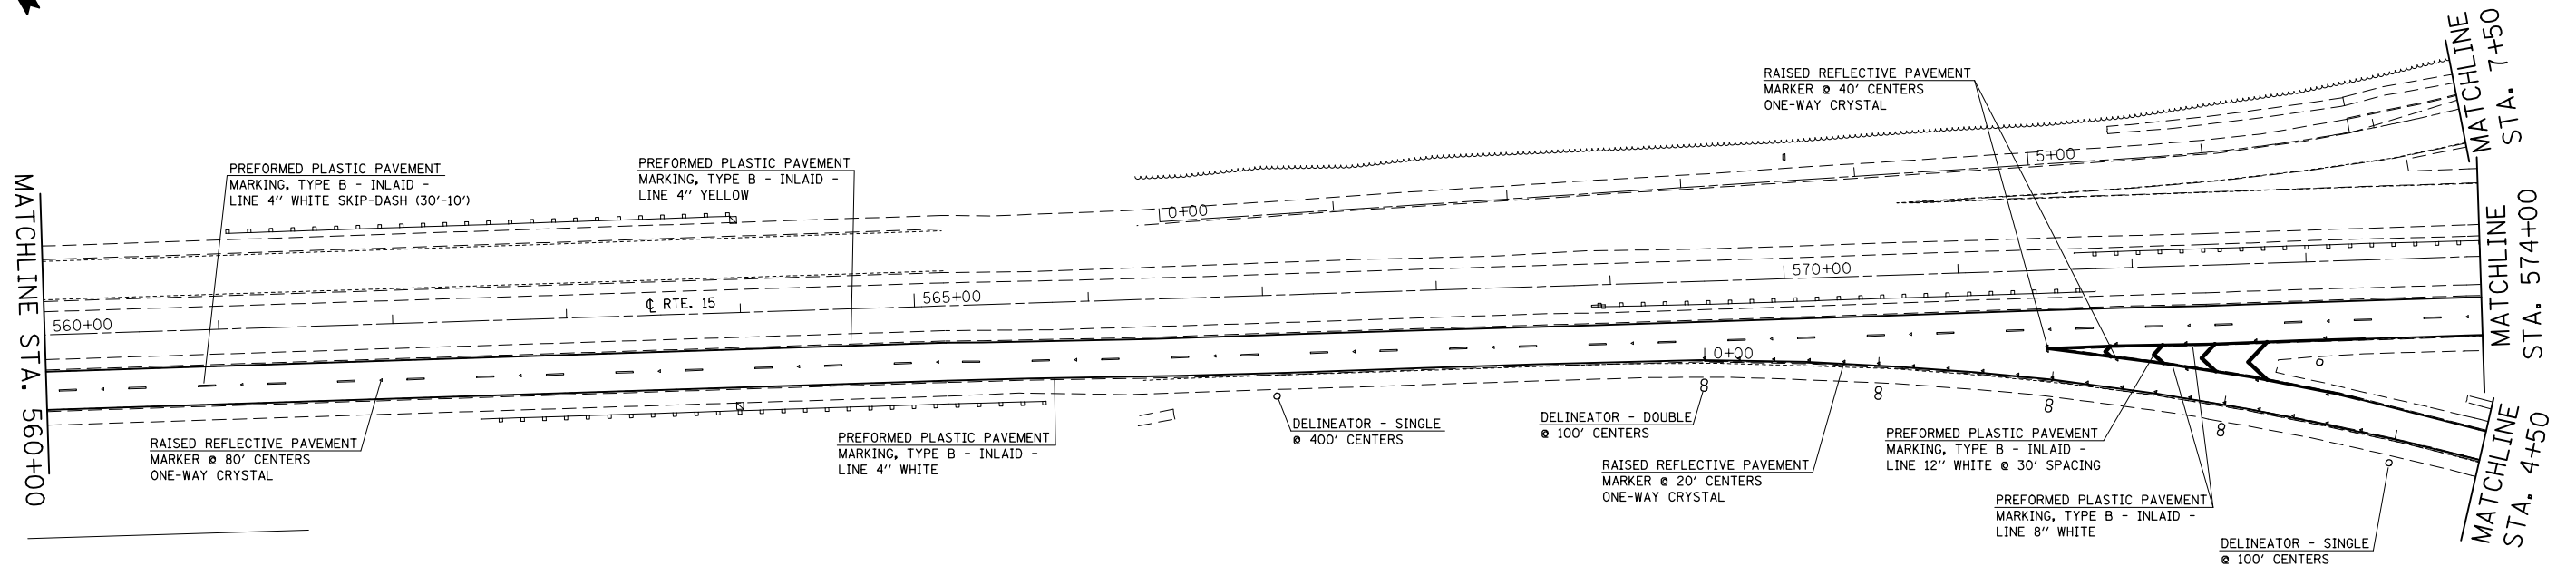 MATCHLINE STA. 560+00
PREFORMED PLASTIC PAVEMENT
MARKING, TYPE B - INLAID -
LINE 4" WHITE SKIP-DASH (30'-10')
PREFORMED PLASTIC PAVEMENT
MARKING, TYPE B - INLAID -
LINE 4" YELLOW
RAISED REFLECTIVE PAVEMENT
MARKER @ 40' CENTERS
ONE-WAY CRYSTAL
MATCHLINE
STA. 7+50
0+00
5+00
560+00
℄ RTE. 15
565+00
570+00
MATCHLINE
STA. 574+00
0+00
RAISED REFLECTIVE PAVEMENT
MARKER @ 80' CENTERS
ONE-WAY CRYSTAL
PREFORMED PLASTIC PAVEMENT
MARKING, TYPE B - INLAID -
LINE 4" WHITE
DELINEATOR - SINGLE
@ 400' CENTERS
DELINEATOR - DOUBLE
@ 100' CENTERS
RAISED REFLECTIVE PAVEMENT
MARKER @ 20' CENTERS
ONE-WAY CRYSTAL
PREFORMED PLASTIC PAVEMENT
MARKING, TYPE B - INLAID -
LINE 12" WHITE @ 30' SPACING
PREFORMED PLASTIC PAVEMENT
MARKING, TYPE B - INLAID -
LINE 8" WHITE
DELINEATOR - SINGLE
@ 100' CENTERS
MATCHLINE
STA. 4+50